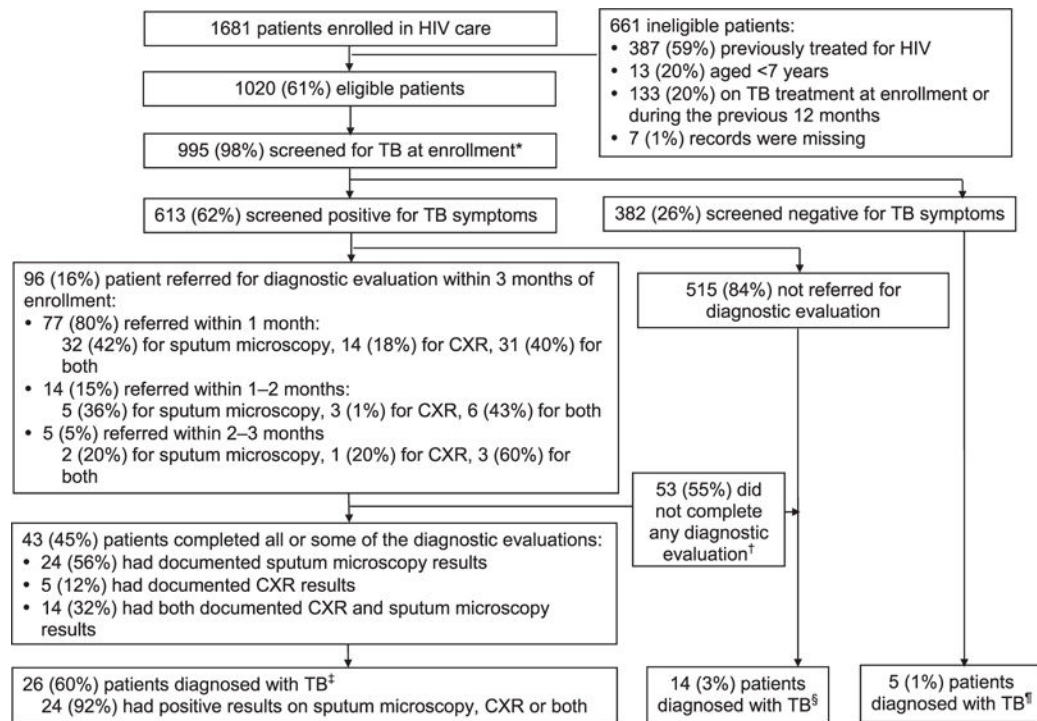 1681 patients enrolled in HIV care
661 ineligible patients:
• 387 (59%) previously treated for HIV
• 13 (20%) aged <7 years
• 133 (20%) on TB treatment at enrollment or
during the previous 12 months
• 7 (1%) records were missing
1020 (61%) eligible patients
995 (98%) screened for TB at enrollment*
613 (62%) screened positive for TB symptoms
382 (26%) screened negative for TB symptoms
96 (16%) patient referred for diagnostic evaluation within 3 months of
enrollment:
• 77 (80%) referred within 1 month:
32 (42%) for sputum microscopy, 14 (18%) for CXR, 31 (40%) for
both
• 14 (15%) referred within 1–2 months:
5 (36%) for sputum microscopy, 3 (1%) for CXR, 6 (43%) for both
• 5 (5%) referred within 2–3 months
2 (20%) for sputum microscopy, 1 (20%) for CXR, 3 (60%) for
both
515 (84%) not referred for
diagnostic evaluation
53 (55%) did
not complete
any diagnostic
evaluation†
43 (45%) patients completed all or some of the diagnostic evaluations:
• 24 (56%) had documented sputum microscopy results
• 5 (12%) had documented CXR results
• 14 (32%) had both documented CXR and sputum microscopy
results
26 (60%) patients diagnosed with TB‡
24 (92%) had positive results on sputum microscopy, CXR or both
14 (3%) patients
diagnosed with TB§
5 (1%) patients
diagnosed with TB¶